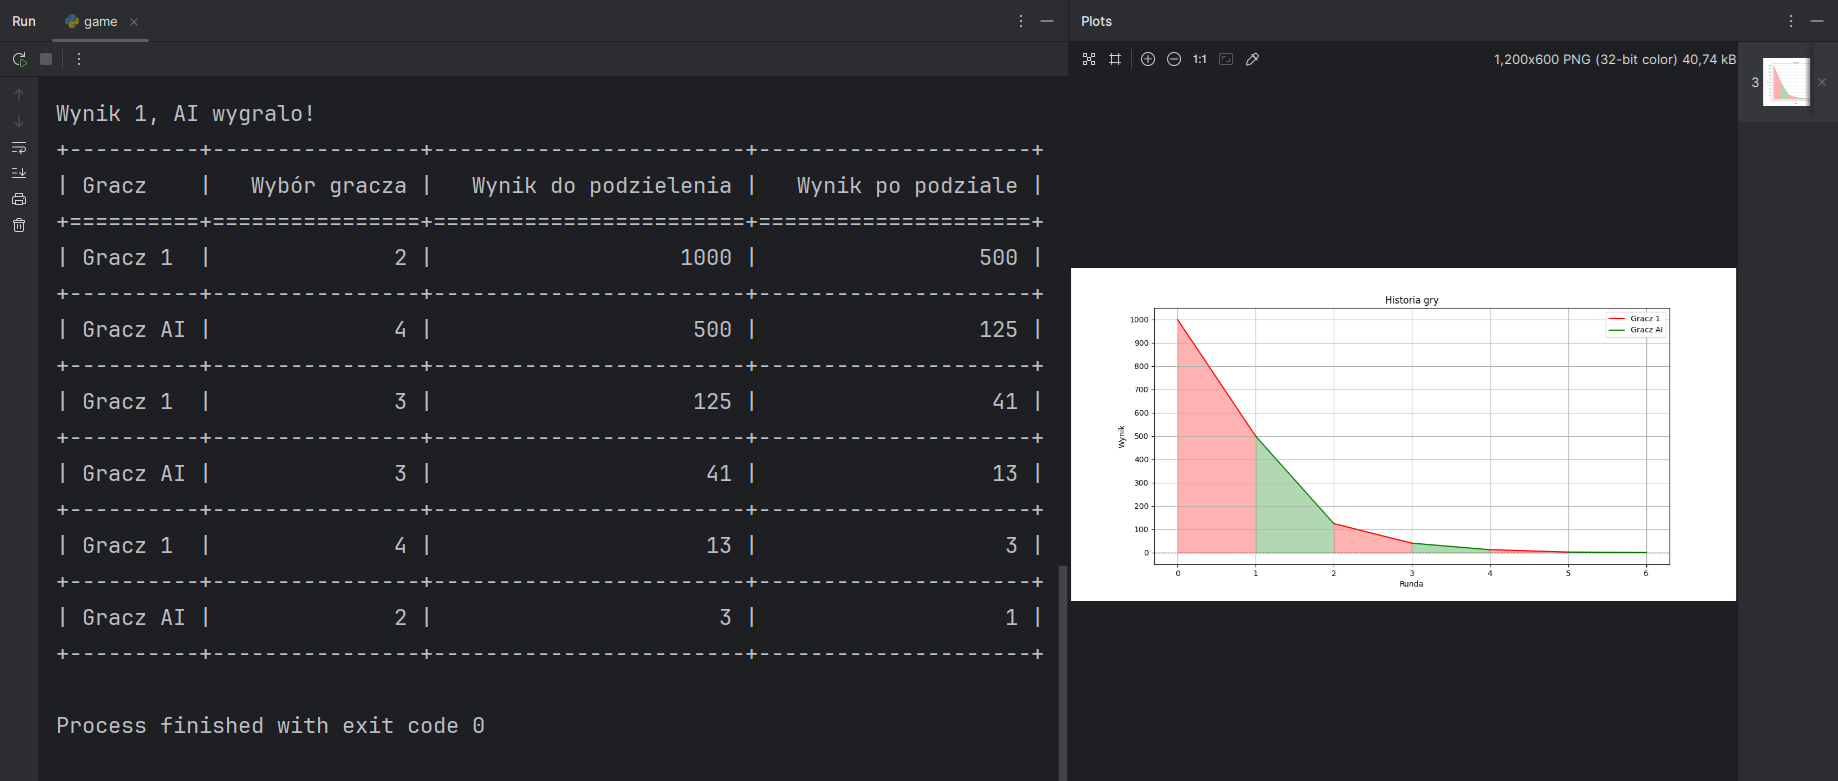 Run game
Wynik 1, AI wygralo!
+----------+----------------+------------------------+---------------------+
| Gracz    |   Wybór gracza |   Wynik do podzielenia |   Wynik po podziale |
+==========+================+========================+=====================+
| Gracz 1  |              2 |                   1000 |                 500 |
+----------+----------------+------------------------+---------------------+
| Gracz AI |              4 |                    500 |                 125 |
+----------+----------------+------------------------+---------------------+
| Gracz 1  |              3 |                    125 |                  41 |
+----------+----------------+------------------------+---------------------+
| Gracz AI |              3 |                     41 |                  13 |
+----------+----------------+------------------------+---------------------+
| Gracz 1  |              4 |                     13 |                   3 |
+----------+----------------+------------------------+---------------------+
| Gracz AI |              2 |                      3 |                   1 |
+----------+----------------+------------------------+---------------------+
Process finished with exit code 0
Plots
1:1 1,200x600 PNG (32-bit color) 40,74 kB
3
Historia gry
Gracz 1
Gracz AI
1000
900
800
700
600
500
400
300
200
100
0
Wynik
0 1 2 3 4 5 6
Runda